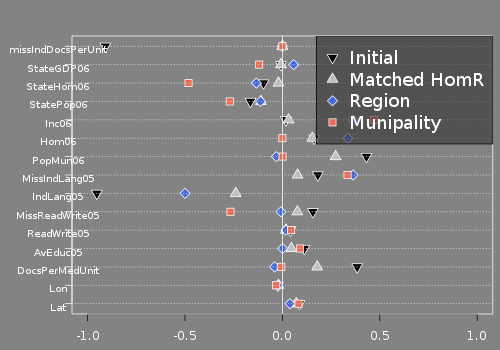 missIndDocsPerUnit
StateGDP06
StateHom06
StatePop06
Inc06
Hom06
PopMun06
MissIndLang05
IndLang05
MissReadWrite05
ReadWrite05
AvEduc05
DocsPerMedUnit
Lon
Lat
Initial
Matched HomR
Region
Munipality
-1.0 -0.5 0.0 0.5 1.0